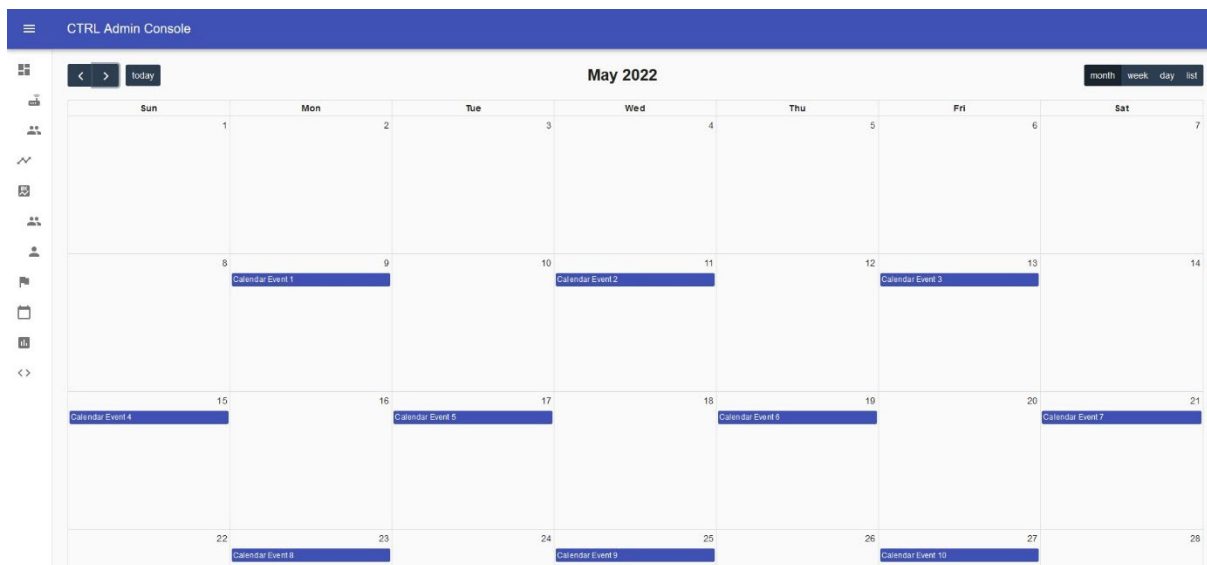 CTRL Admin Console
today
May 2022
month week day list
Sun Mon Tue Wed Thu Fri Sat
1 2 3 4 5 6 7
8 9 10 11 12 13 14
Calendar Event 1 Calendar Event 2 Calendar Event 3
15 16 17 18 19 20 21
Calendar Event 4 Calendar Event 5 Calendar Event 6 Calendar Event 7
22 23 24 25 26 27 28
Calendar Event 8 Calendar Event 9 Calendar Event 10